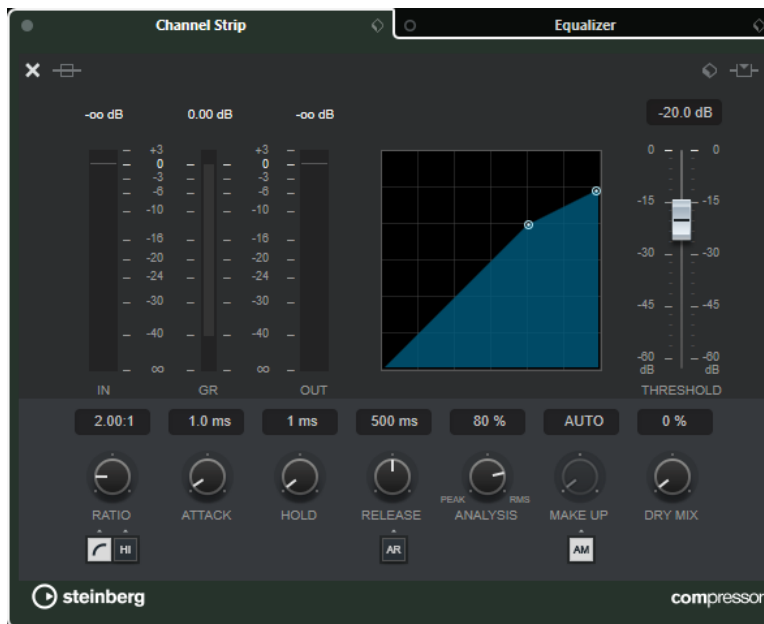 Channel Strip Equalizer
-oo dB 0.00 dB -oo dB -20.0 dB
+3 +3 0 0
0 0
-3 -3
-6 -6
-10 -10 -15 -15
-16 -16
-20 -20 -30 -30
-24 -24
-30 -30 -45 -45
-40 -40
∞ ∞ -60 -60
dB dB
IN GR OUT THRESHOLD
2.00:1 1.0 ms 1 ms 500 ms 80 % AUTO 0 %
PEAK RMS
RATIO ATTACK HOLD RELEASE ANALYSIS MAKE UP DRY MIX
HI AR AM
steinberg compressor